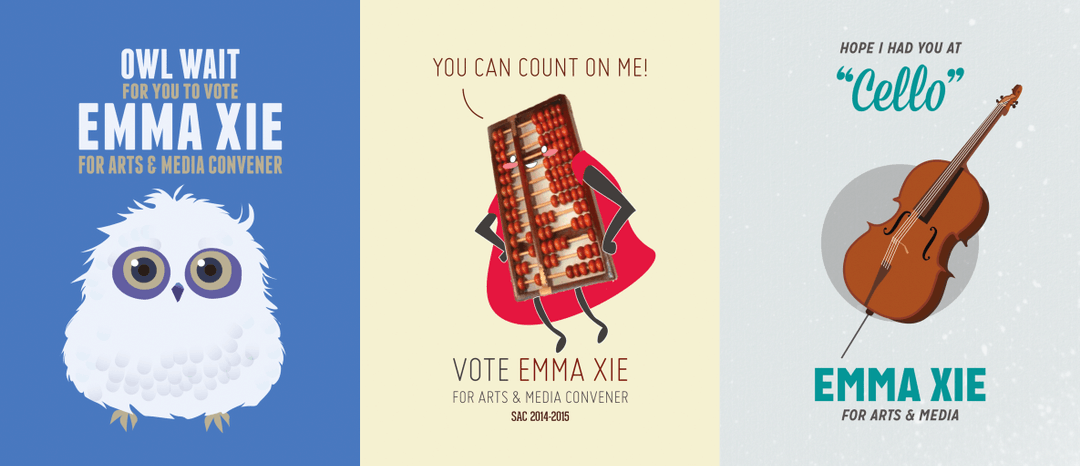 OWL WAIT
FOR YOU TO VOTE
EMMA XIE
FOR ARTS & MEDIA CONVENER
YOU CAN COUNT ON ME!
VOTE EMMA XIE
FOR ARTS & MEDIA CONVENER
SAC 2014-2015
HOPE I HAD YOU AT
“Cello”
EMMA XIE
FOR ARTS & MEDIA